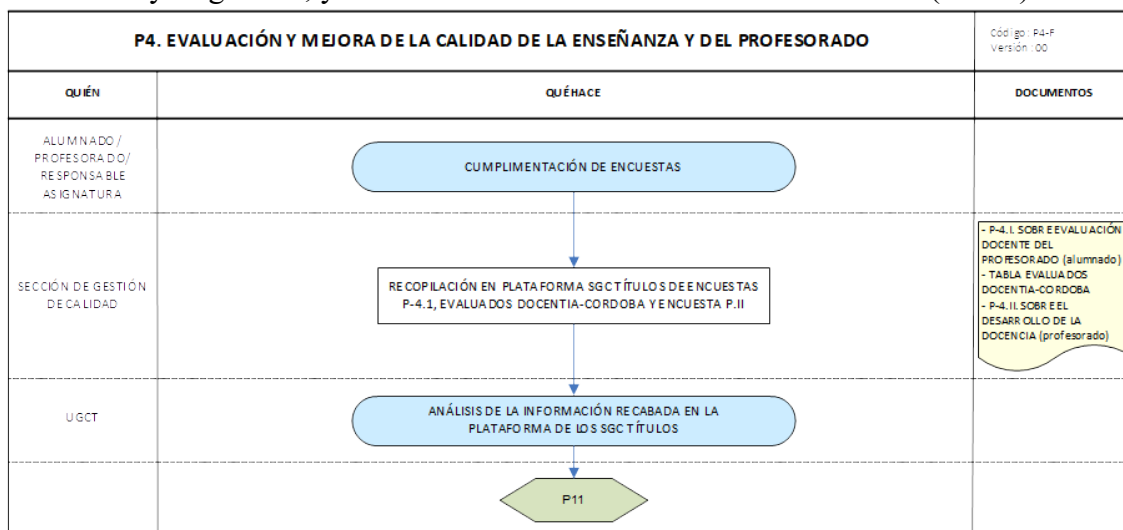 P4. EVALUACIÓN Y MEJORA DE LA CALIDAD DE LA ENSEÑANZA Y DEL PROFESORADO
Código: P4-F
Versión :00
QUIÉN
QUÉ HACE
DOCUMENTOS
ALUMNADO /
PROFESORADO/
RESPONSABLE
ASIGNATURA
CUMPLIMENTACIÓN DE ENCUESTAS
SECCIÓN DE GESTIÓN
DE CALIDAD
RECOPILACIÓN EN PLATAFORMA SGC TÍTULOS DE ENCUESTAS
P-4.1, EVALUADOS DOCENTIA-CORDOBA Y ENCUESTA P.II
- P-4.I. SOBRE EVALUACIÓN
DOCENTE DEL
PROFESORADO (alumnado)
- TABLA EVALUADOS
DOCENTIA-CORDOBA
- P-4.II. SOBRE EL
DESARROLLO DE LA
DOCENCIA (profesorado)
UGCT
ANÁLISIS DE LA INFORMACIÓN RECABADA EN LA
PLATAFORMA DE LOS SGC TÍTULOS
P11